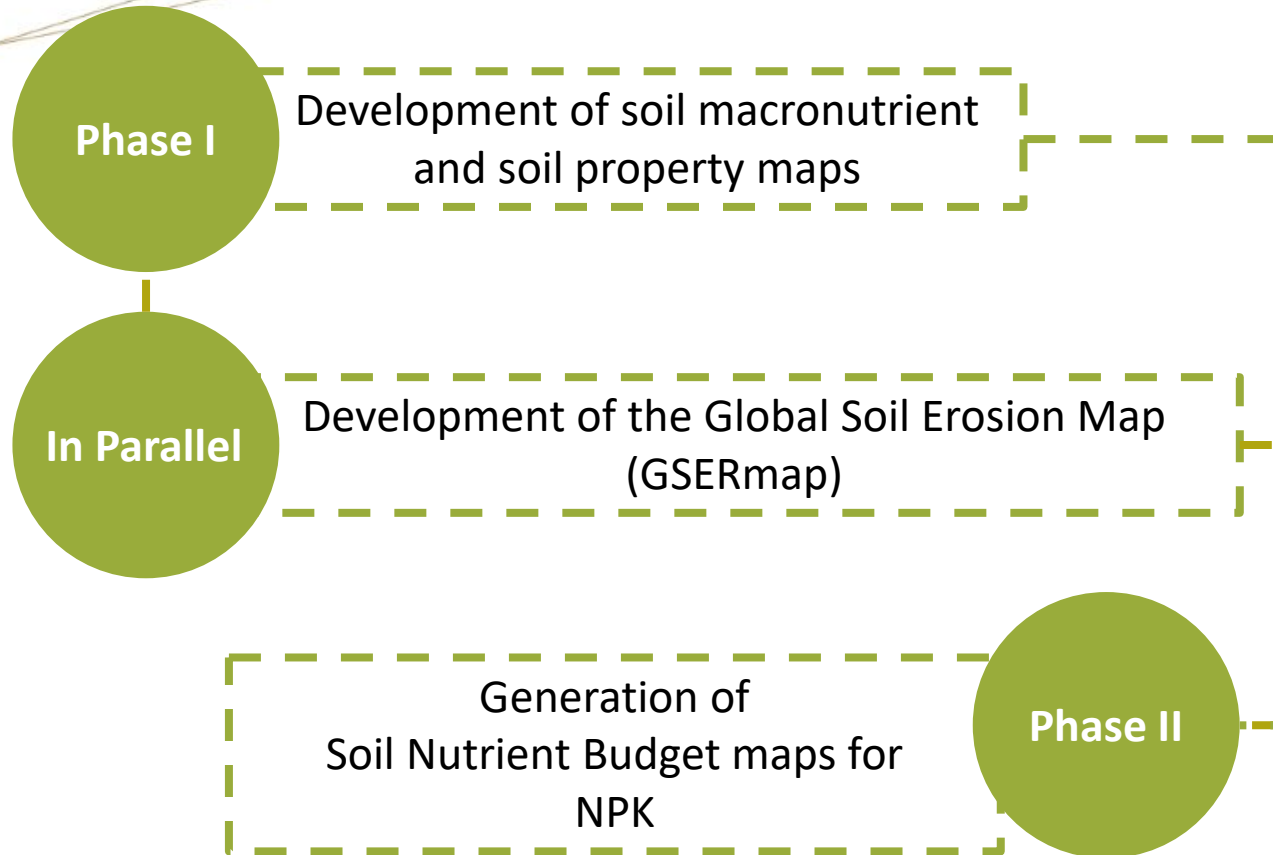 Phase I
Development of soil macronutrient
and soil property maps
In Parallel
Development of the Global Soil Erosion Map
(GSERmap)
Generation of
Soil Nutrient Budget maps for
NPK
Phase II